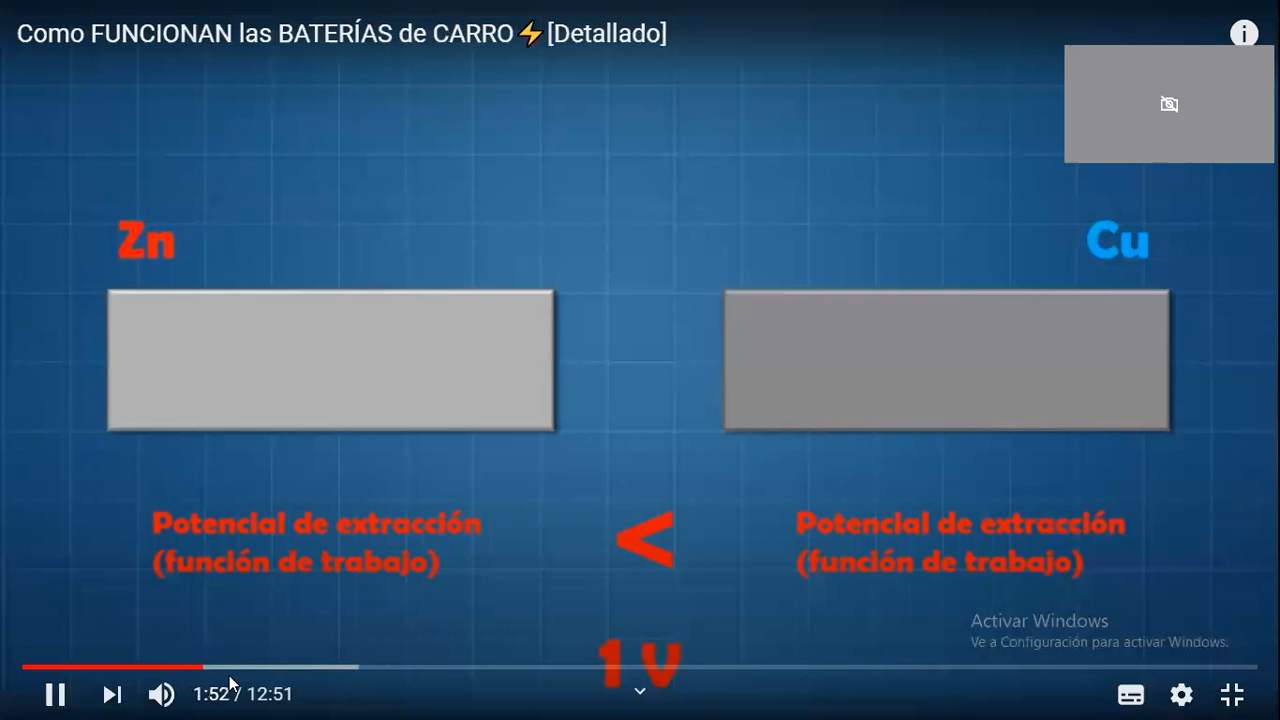 Como FUNCIONAN las BATERÍAS de CARRO⚡[Detallado]
Zn
Cu
Potencial de extracción
(función de trabajo)
<
Potencial de extracción
(función de trabajo)
1 V
Activar Windows
Ve a Configuración para activar Windows.
1:52 / 12:51